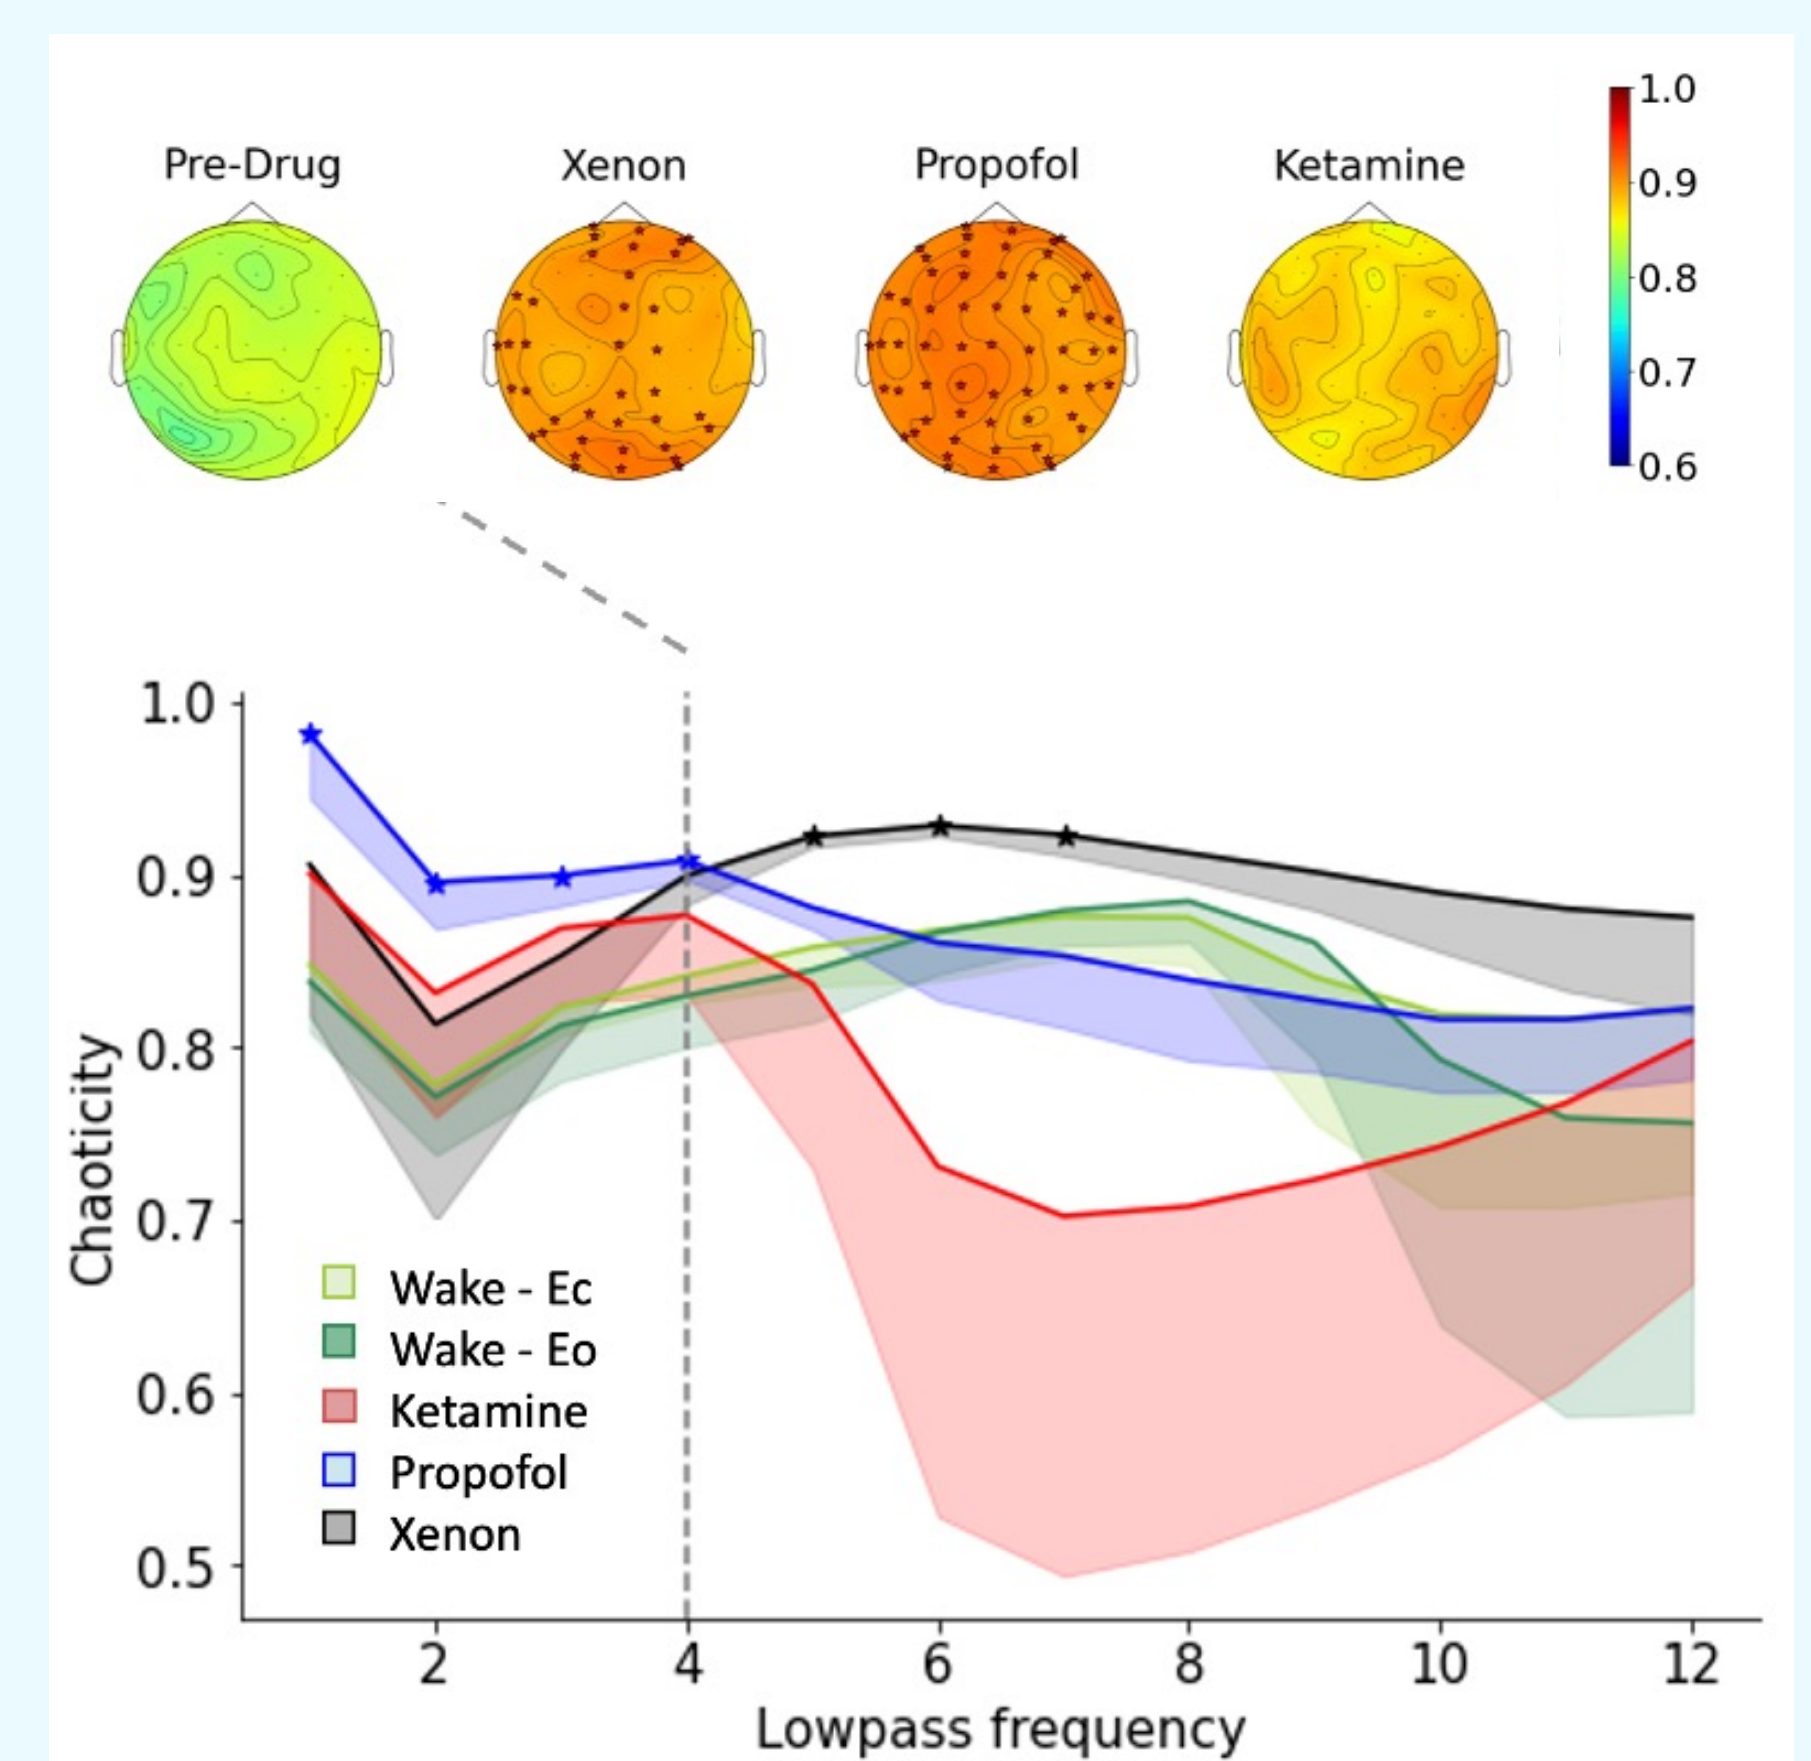 1.0
Pre-Drug Xenon Propofol Ketamine
0.9
0.8
0.7
0.6
1.0
0.9
0.8
0.7
0.6
0.5
Chaoticity
Wake - Ec
Wake - Eo
Ketamine
Propofol
Xenon
2 4 6 8 10 12
Lowpass frequency